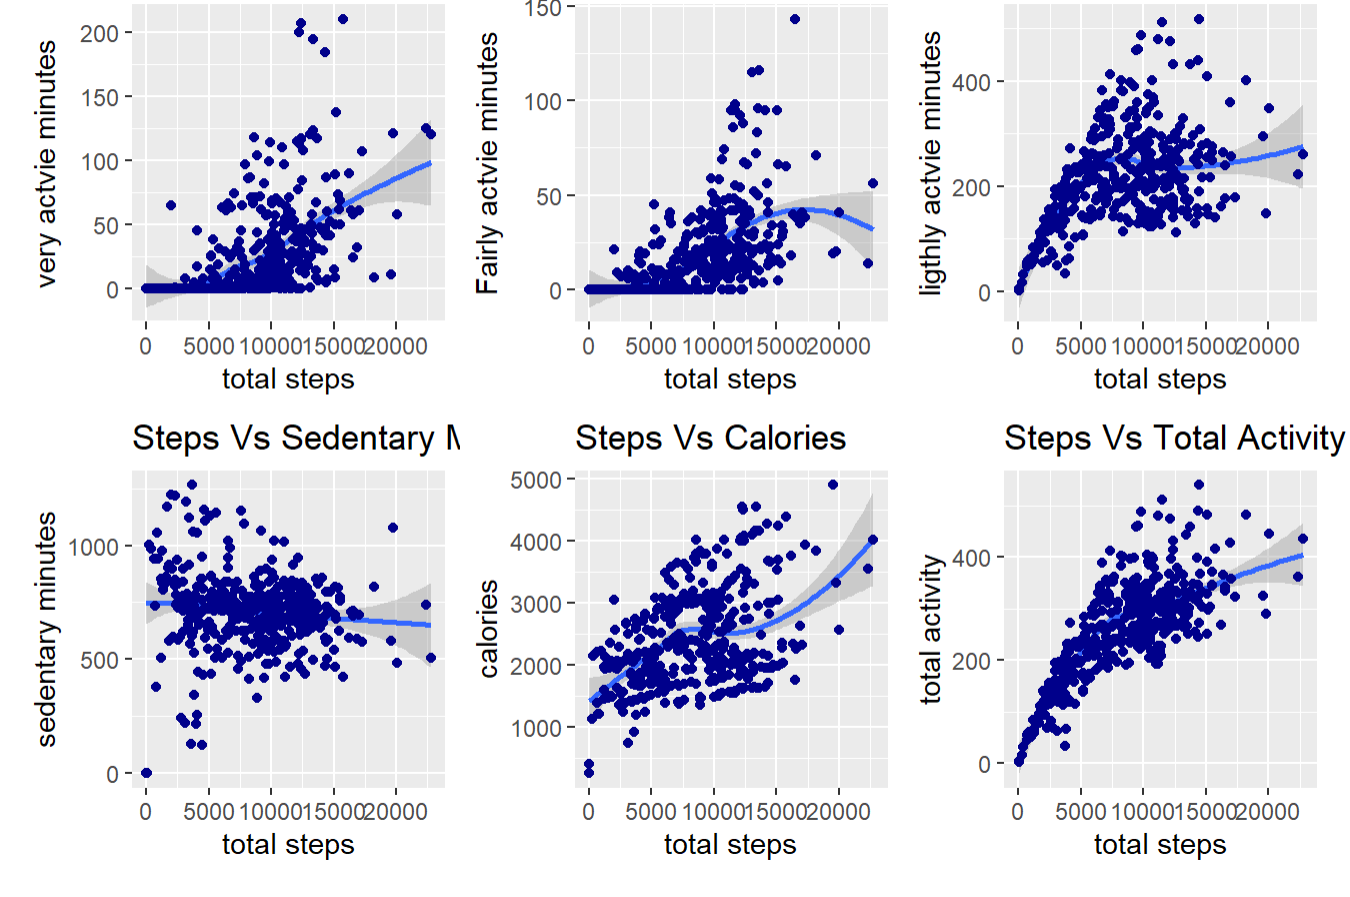 very actvie minutes
200
150
100
50
0
0 5000 10000 15000 20000
total steps
Fairly active minutes
150
100
50
0
0 5000 10000 15000 20000
total steps
ligthly activie minutes
400
200
0
0 5000 10000 15000 20000
total steps
Steps Vs Sedentary M
sedentary minutes
1000
500
0
0 5000 10000 15000 20000
total steps
Steps Vs Calories
calories
5000
4000
3000
2000
1000
0 5000 10000 15000 20000
total steps
Steps Vs Total Activity
total activity
400
200
0
0 5000 10000 15000 20000
total steps